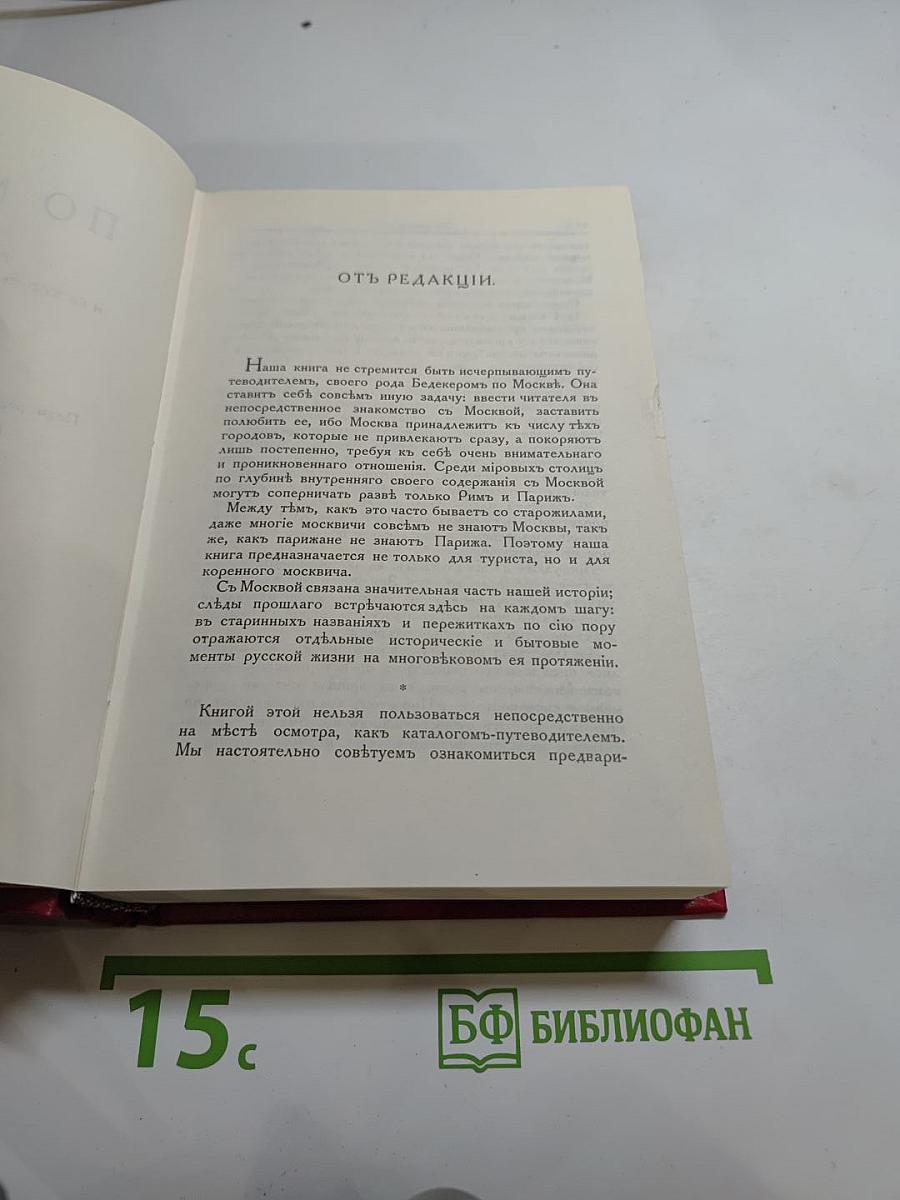 ОТЪ РЕДАКЦІИ.
Наша книга не стремится быть исчерпывающимъ пу-
теводителемъ, своего рода Бедекеромъ по Москвѣ. Она
ставитъ себѣ совсѣмъ иную задачу: ввести читателя въ
непосредственное знакомство съ Москвой, заставить
полюбить ее, ибо Москва принадлежитъ къ числу тѣхъ
городовъ, которые не привлекаютъ сразу, а покоряютъ
лишь постепенно, требуя къ себѣ очень внимательнаго
и проникновеннаго отношенія. Среди міровыхъ столицъ
по глубинѣ внутренняго своего содержанія съ Москвой
могутъ соперничать развѣ только Римъ и Парижъ.
Между тѣмъ, какъ это часто бываетъ со старожилами,
даже многіе москвичи совсѣмъ не знаютъ Москвы, такъ
же, какъ парижане не знаютъ Парижа. Поэтому наша
книга предназначается не только для туриста, но и для
коренного москвича.
Съ Москвой связана значительная часть нашей исторіи;
слѣды прошлаго встрѣчаются здѣсь на каждомъ шагу:
въ старинныхъ названіяхъ и пережиткахъ по сію пору
отражаются отдѣльные историческіе и бытовые мо-
менты русской жизни на многовѣковомъ ея протяженіи.
*
Книгой этой нельзя пользоваться непосредственно
на мѣстѣ осмотра, какъ каталогомъ-путеводителемъ.
Мы настоятельно совѣтуемъ ознакомиться предвари-
15 с
БФ БИБЛИОФАН